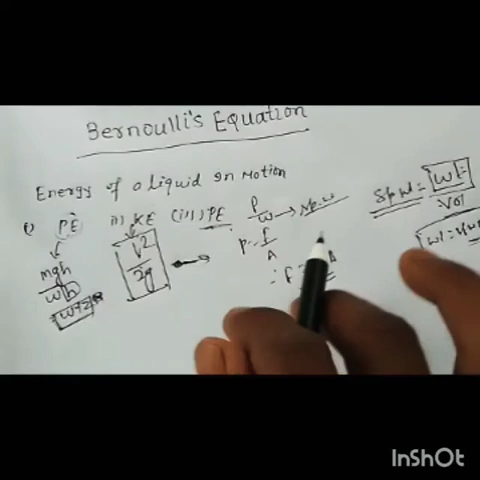 Bernoulli's Equation
Energy of a liquid in Motion
i) PE ii) KE (iii) PE P/w → sp.w
mgh V²/2g P = f/A
wh ∴ f = A
Sp w = wt/Vol
InShOt